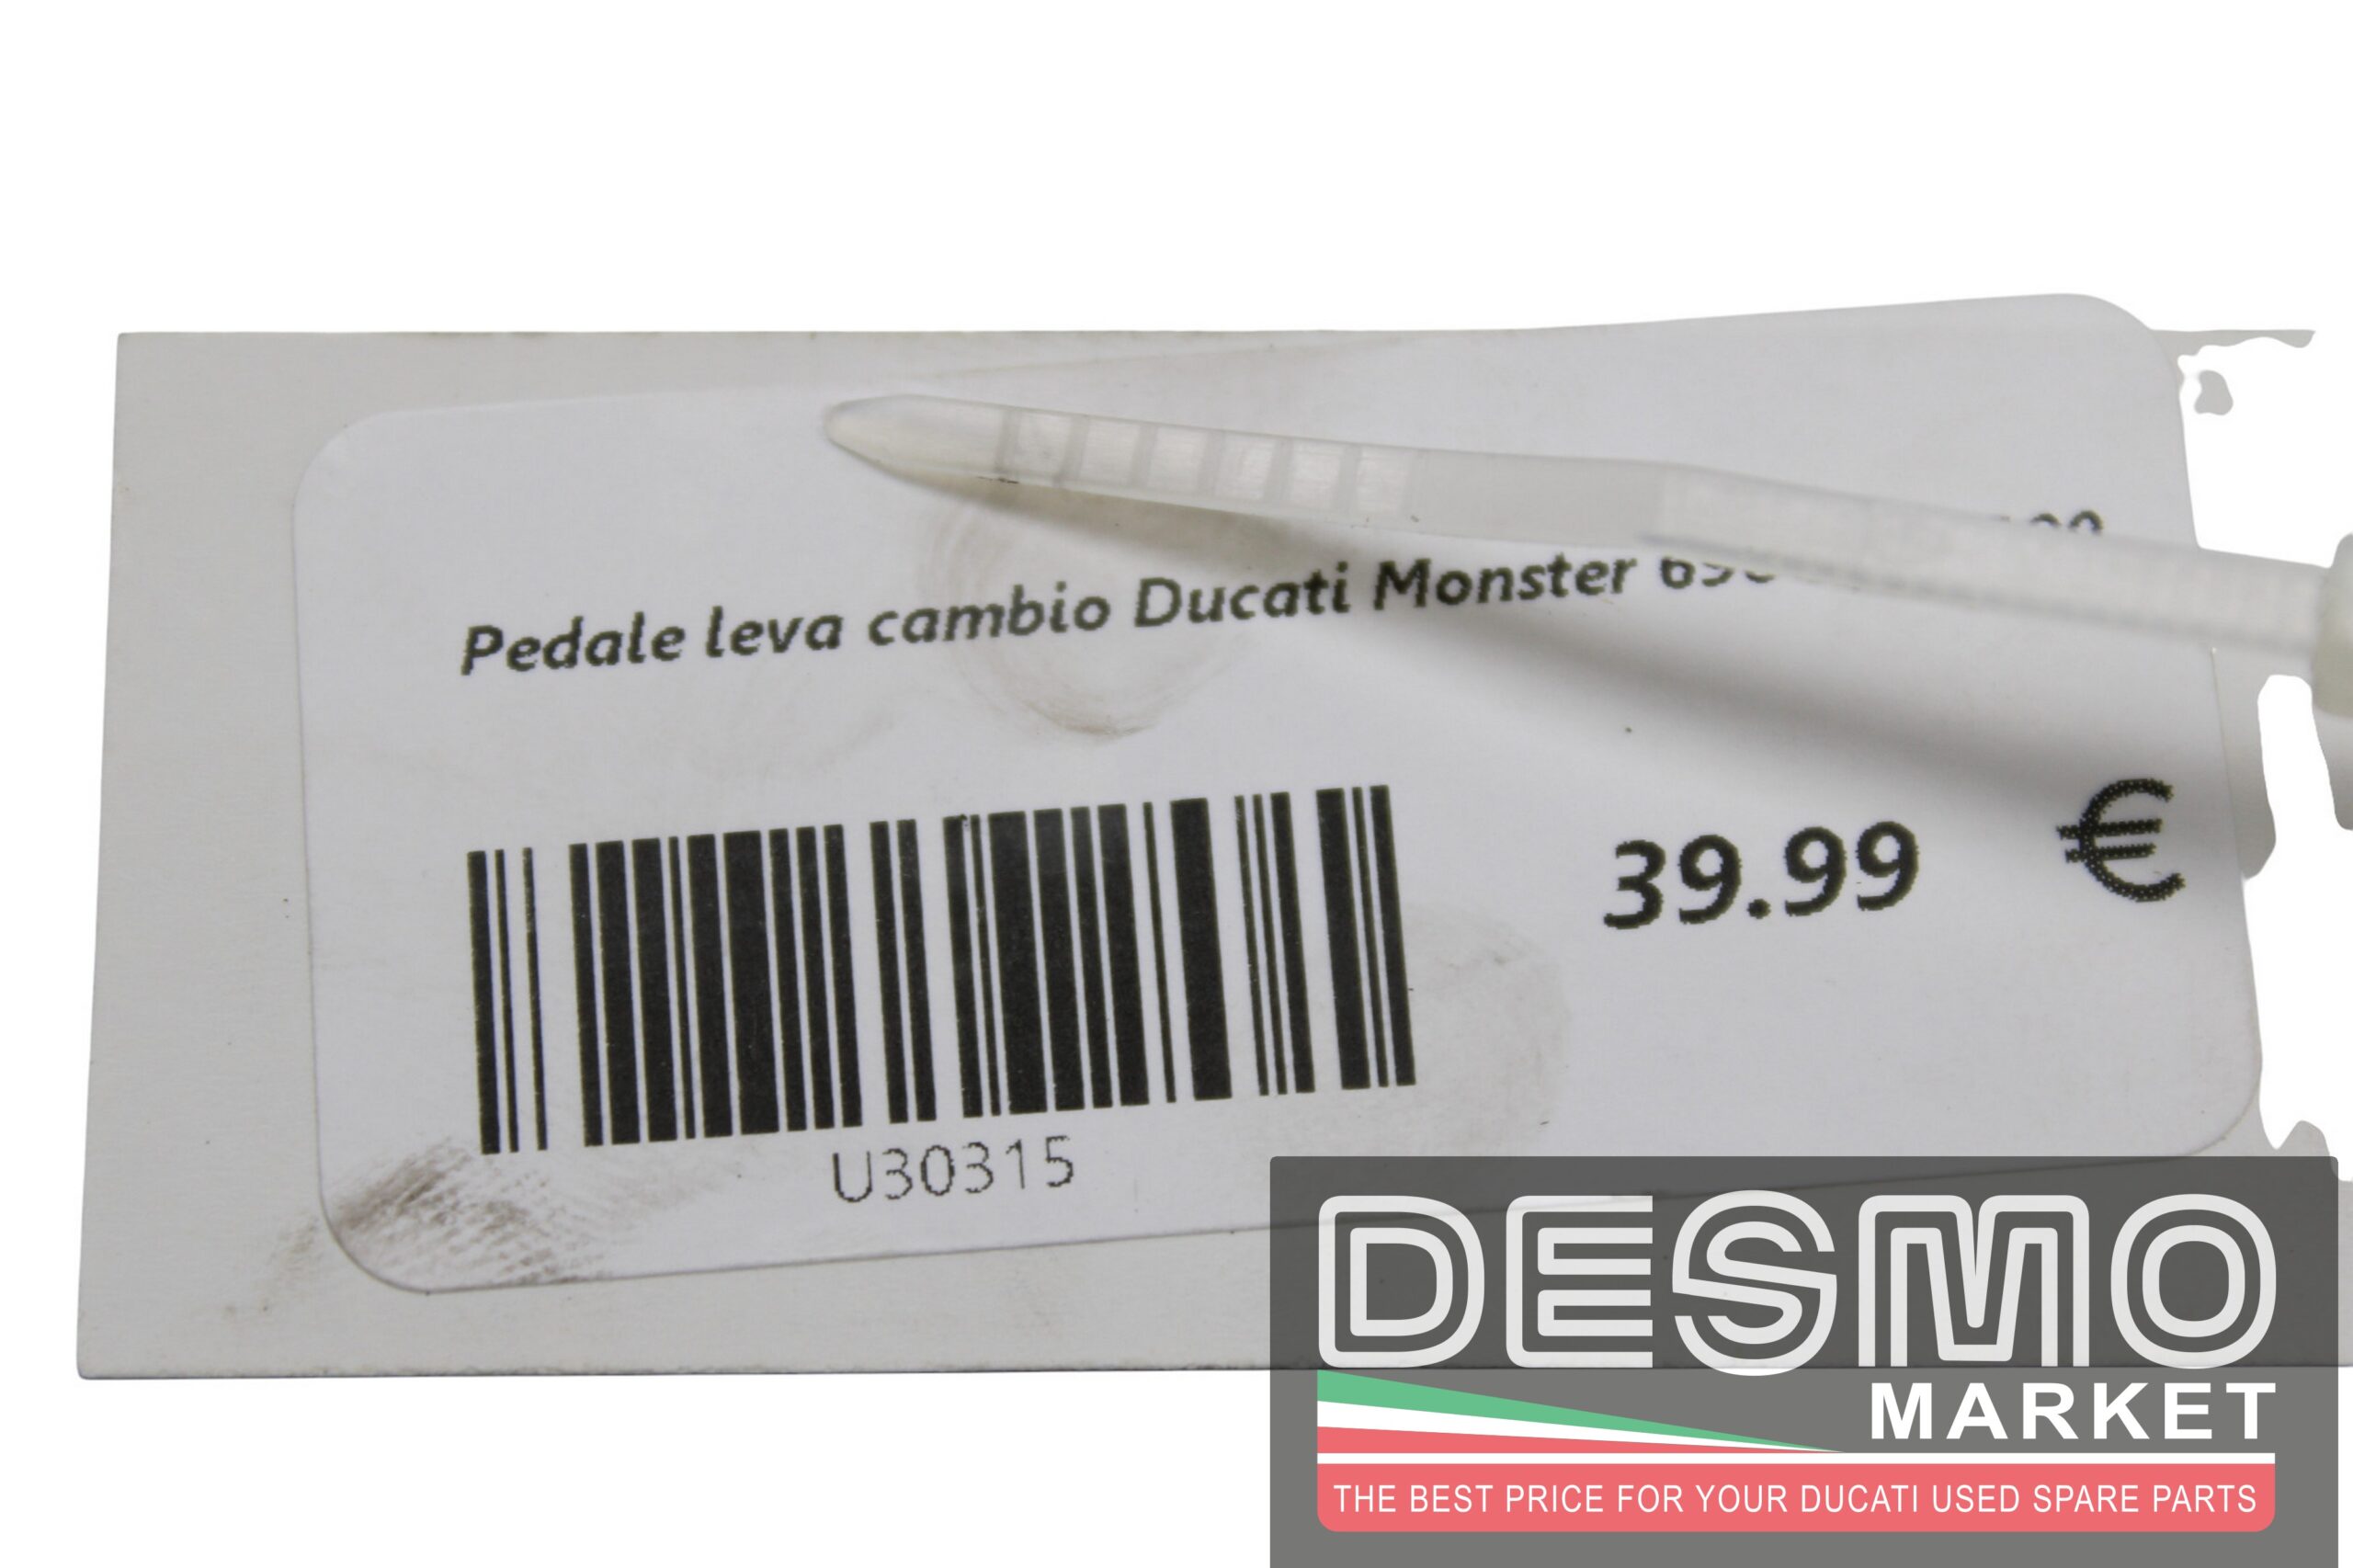 Pedale leva cambio Ducati Monster
39.99 €
U30315
DESMO
MARKET
THE BEST PRICE FOR YOUR DUCATI USED SPARE PARTS